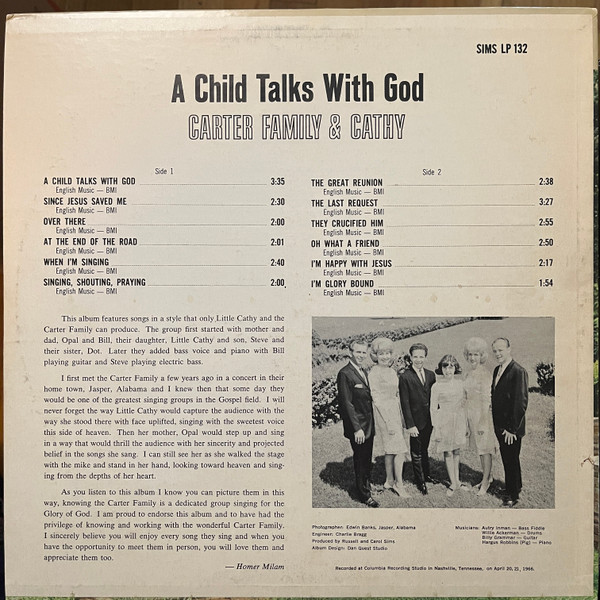 SIMS LP 132
A Child Talks With God
CARTER FAMILY & CATHY
Side 1
A CHILD TALKS WITH GOD 3:35
English Music — BMI
SINCE JESUS SAVED ME 2:30
English Music — BMI
OVER THERE 2:00
English Music — BMI
AT THE END OF THE ROAD 2:01
English Music — BMI
WHEN I'M SINGING 2:40
English Music — BMI
SINGING, SHOUTING, PRAYING 2:00
English Music — BMI
Side 2
THE GREAT REUNION 2:38
English Music — BMI
THE LAST REQUEST 3:27
English Music — BMI
THEY CRUCIFIED HIM 2:55
English Music — BMI
OH WHAT A FRIEND 2:50
English Music — BMI
I'M HAPPY WITH JESUS 2:17
English Music — BMI
I'M GLORY BOUND 1:54
English Music — BMI
This album features songs in a style that only Little Cathy and the
Carter Family can produce. The group first started with mother and
dad, Opal and Bill, their daughter, Little Cathy and son, Steve and
their sister, Dot. Later they added bass voice and piano with Bill
playing guitar and Steve playing electric bass.
I first met the Carter Family a few years ago in a concert in their
home town, Jasper, Alabama and I knew then that some day they
would be one of the greatest singing groups in the Gospel field. I will
never forget the way Little Cathy would capture the audience with the
way she stood there with face uplifted, singing with the sweetest voice
this side of heaven. Then her mother, Opal would step up and sing
in a way that would thrill the audience with her sincerity and projected
belief in the songs she sang. I can still see her as she walked the stage
with the mike and stand in her hand, looking toward heaven and sing-
ing from the depths of her heart.
As you listen to this album I know you can picture them in this
way, knowing the Carter Family is a dedicated group singing for the
Glory of God. I am proud to endorse this album and to have had the
privilege of knowing and working with the wonderful Carter Family.
I sincerely believe you will enjoy every song they sing and when you
have the opportunity to meet them in person, you will love them and
appreciate them too.
— Homer Milam
Photographer: Edwin Banks, Jasper, Alabama
Engineer: Charlie Bragg
Produced by Russell and Carol Sims
Album Design: Dan Quest Studio
Musicians: Autry Inman — Bass Fiddle
Willie Ackerman — Drums
Billy Grammer — Guitar
Hargus Robbins (Pig) — Piano
Recorded at Columbia Recording Studio in Nashville, Tennessee, on April 20, 21, 1966.